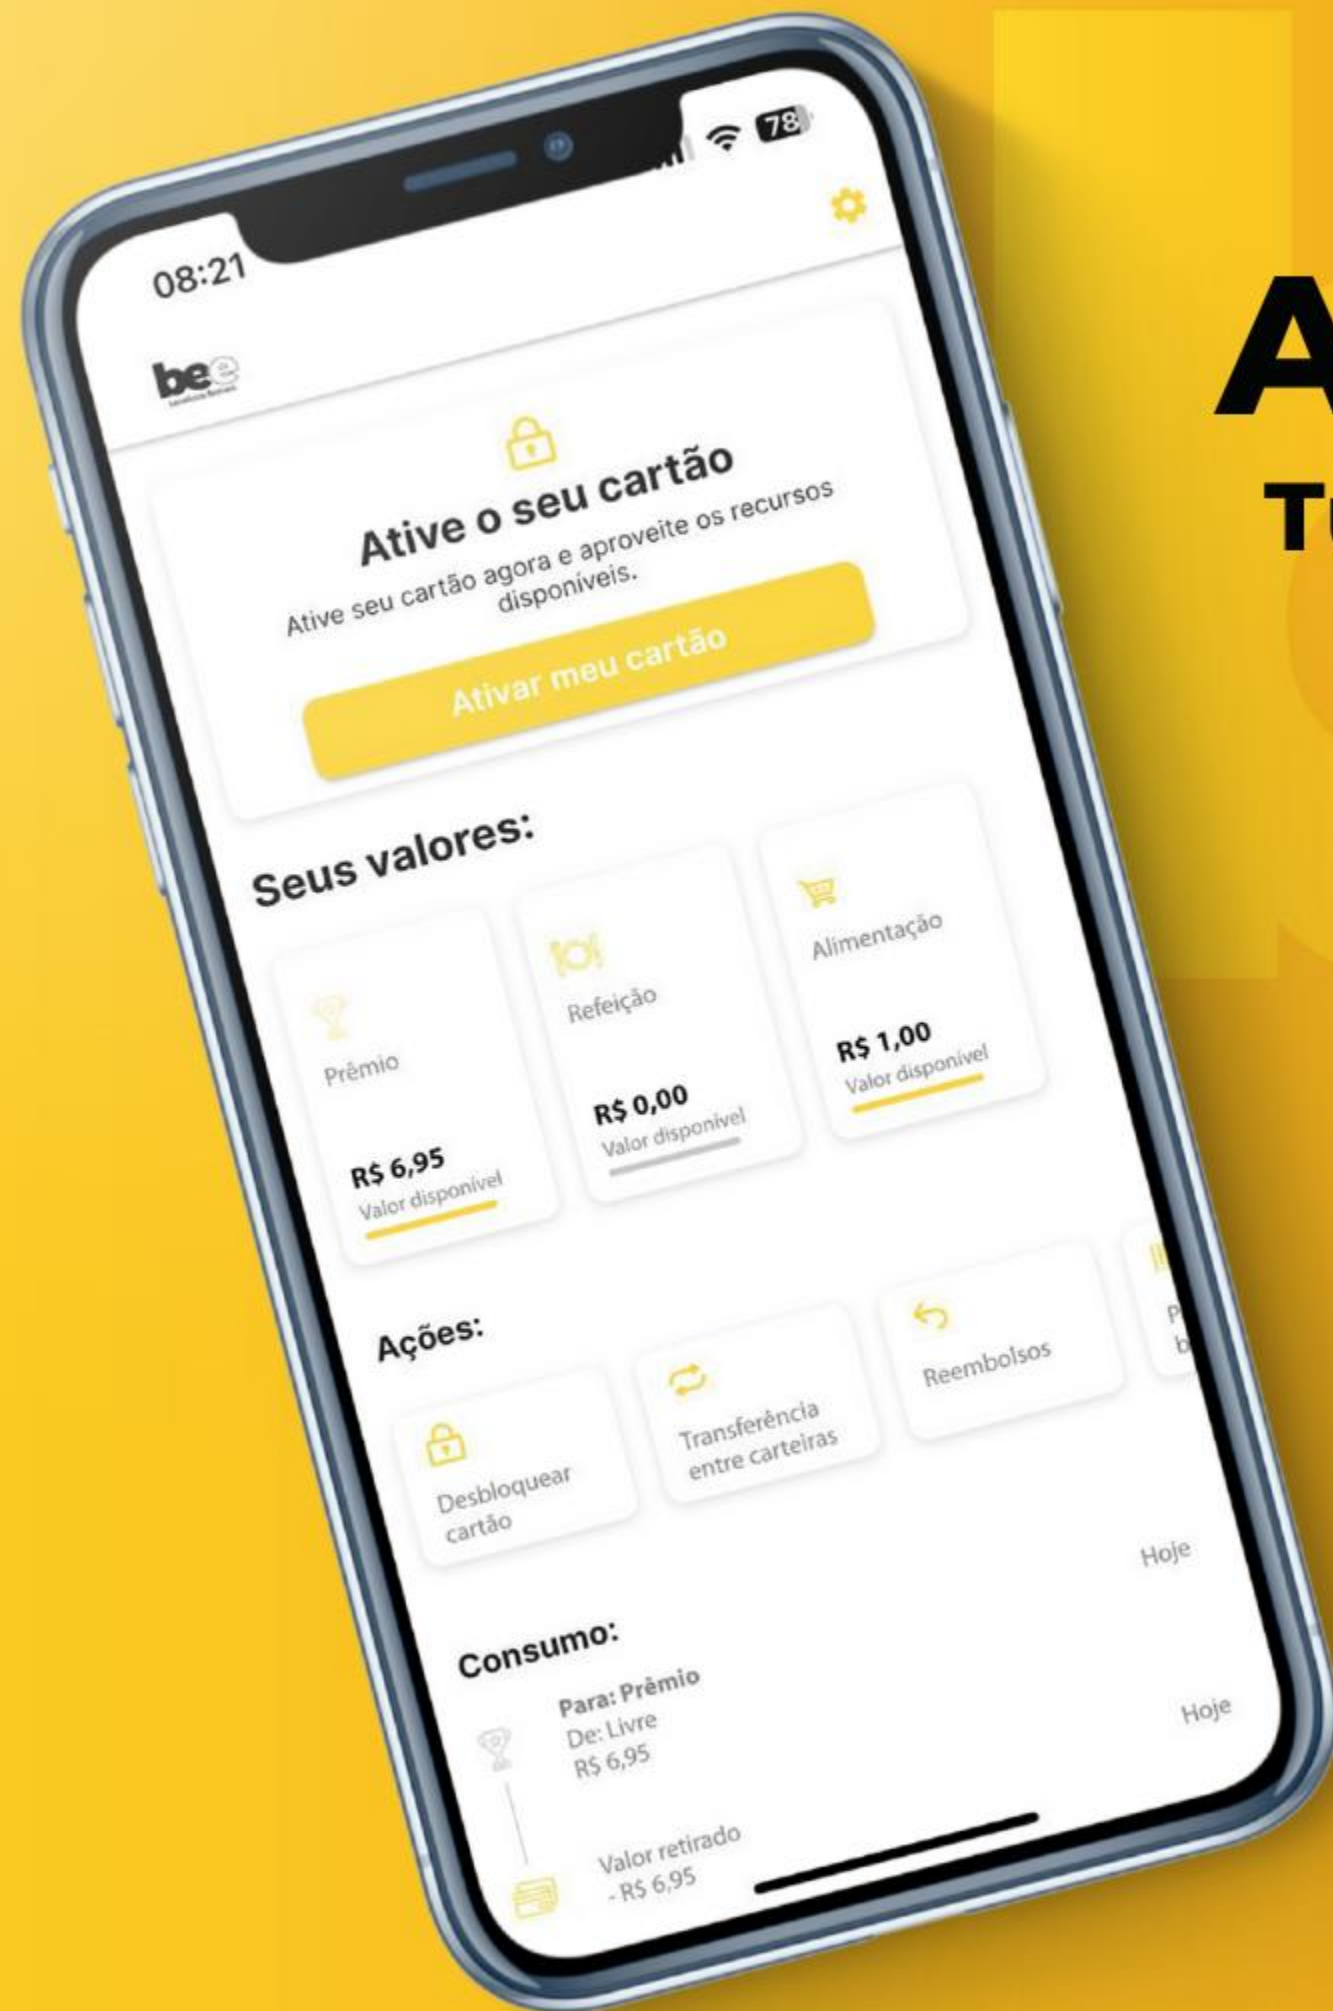 08:21
78
bee
Ative o seu cartão
Ative seu cartão agora e aproveite os recursos
disponíveis.
Ativar meu cartão
Seus valores:
Prêmio
R$ 6,95
Valor disponível
Refeição
R$ 0,00
Valor disponível
Alimentação
R$ 1,00
Valor disponível
Ações:
Desbloquear
cartão
Transferência
entre carteiras
Reembolsos
P
b
Consumo:
Hoje
Para: Prêmio
De: Livre
R$ 6,95
Hoje
Valor retirado
- R$ 6,95
A
TU